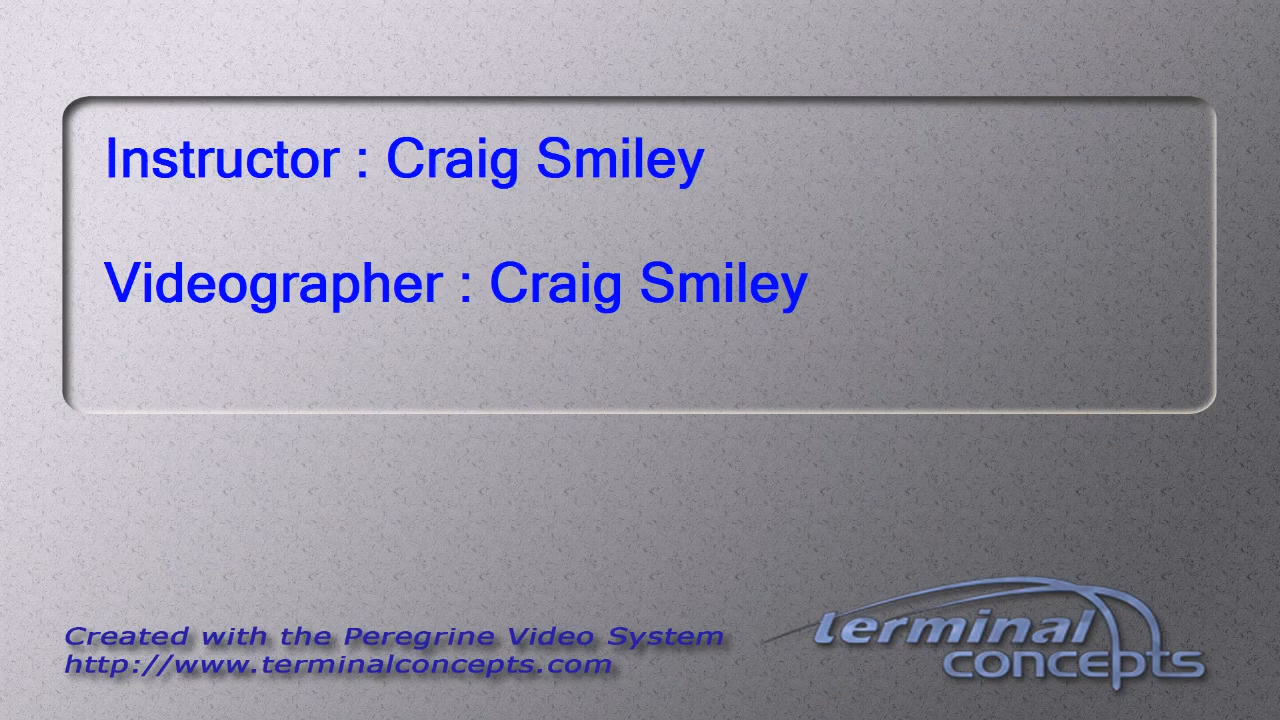 Instructor : Craig Smiley
Videographer : Craig Smiley
Created with the Peregrine Video System
http://www.terminalconcepts.com
terminal
concepts